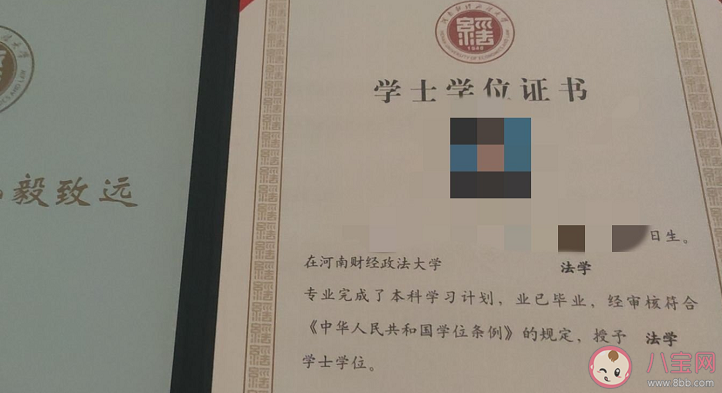 毅致远
1948
学士学位证书
日生。
在河南财经政法大学 法学
专业完成了本科学习计划，业已毕业，经审核符合
《中华人民共和国学位条例》的规定，授予 法学
学士学位。
八宝网
www.8bb.com